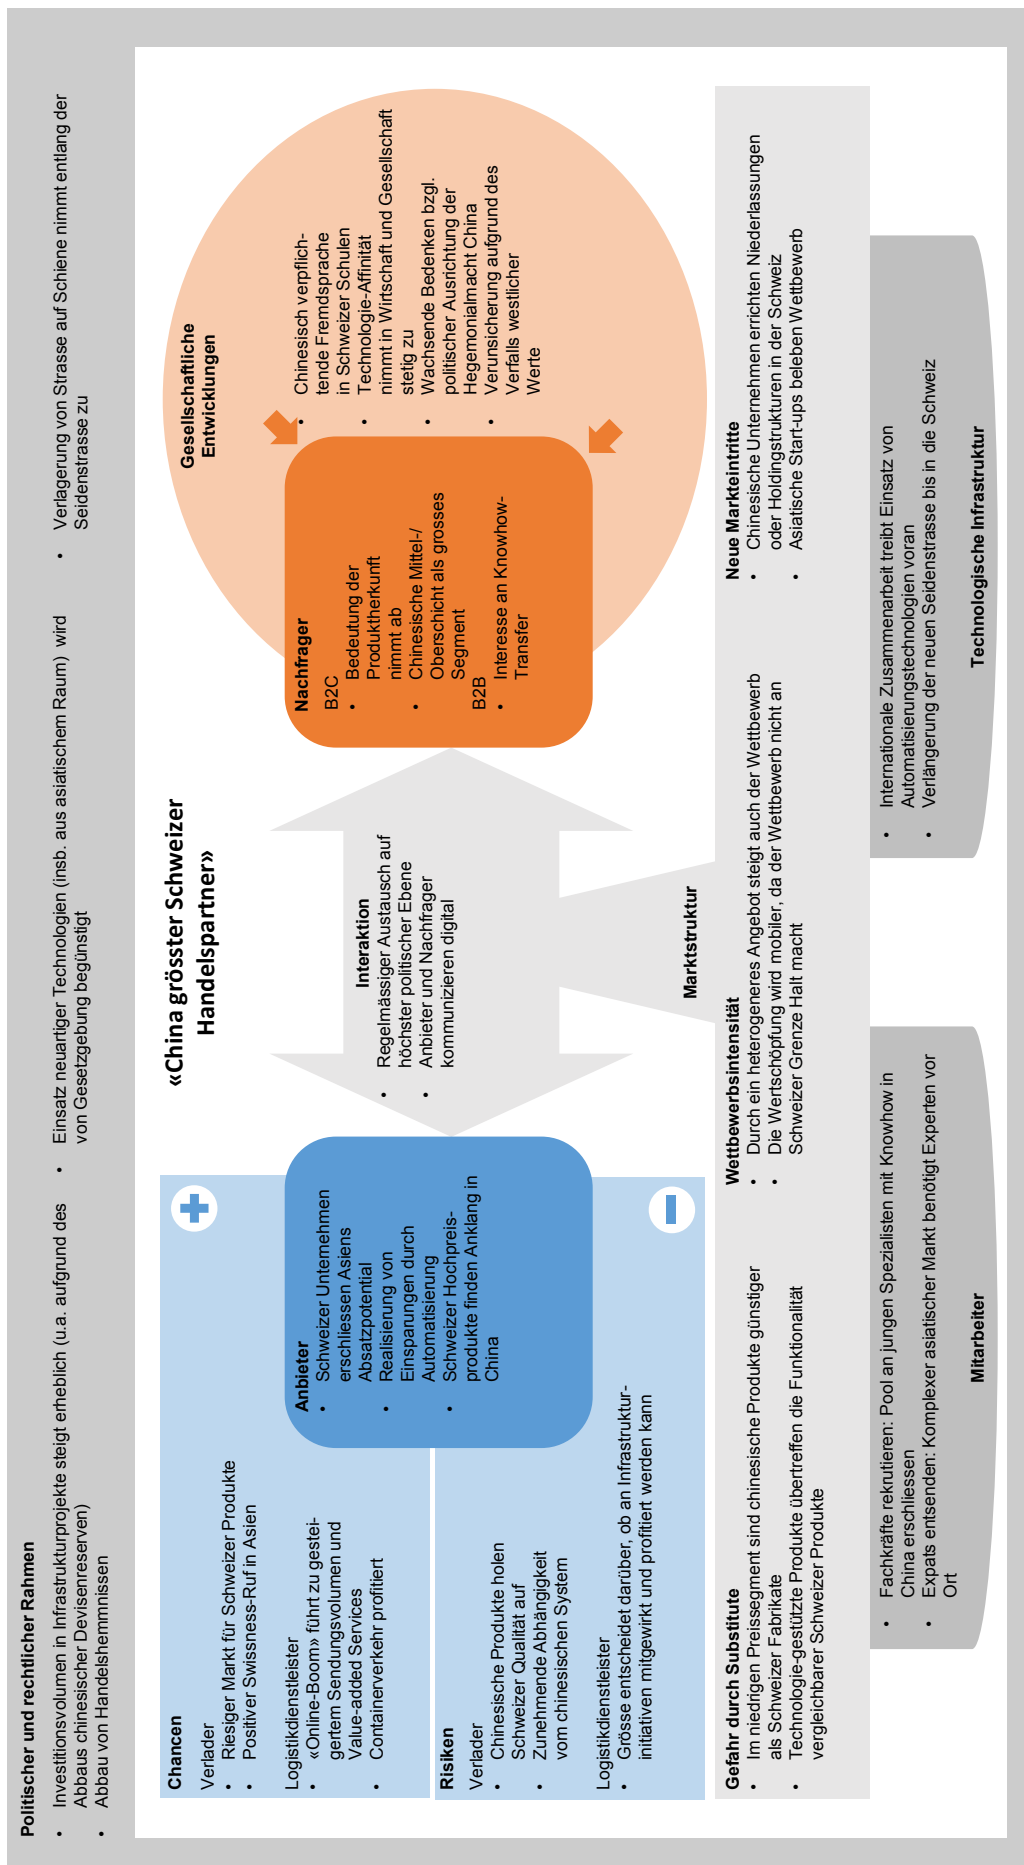 Politischer und rechtlicher Rahmen
• Investitionsvolumen in Infrastrukturprojekte steigt erheblich (u.a. aufgrund des
Abbaus chinesischer Devisenreserven)
• Abbau von Handelshemmnissen
• Einsatz neuartiger Technologien (insb. aus asiatischem Raum) wird
von Gesetzgebung begünstigt
• Verlagerung von Strasse auf Schiene nimmt entlang der
Seidenstrasse zu
«China grösster Schweizer
Handelspartner»
Chancen
Verlader
• Riesiger Markt für Schweizer Produkte
• Positiver Swissness-Ruf in Asien
Logistikdienstleister
• «Online-Boom» führt zu gestei-
gertem Sendungsvolumen und
Value-added Services
• Containerverkehr profitiert
Risiken
Verlader
• Chinesische Produkte holen
Schweizer Qualität auf
• Zunehmende Abhängigkeit
vom chinesischen System
Logistikdienstleister
• Grösse entscheidet darüber, ob an Infrastruktur-
initiativen mitgewirkt und profitiert werden kann
Anbieter
• Schweizer Unternehmen
erschliessen Asiens
Absatzpotential
• Realisierung von
Einsparungen durch
Automatisierung
• Schweizer Hochpreis-
produkte finden Anklang in
China
Interaktion
• Regelmässiger Austausch auf
höchster politischer Ebene
• Anbieter und Nachfrager
kommunizieren digital
Nachfrager
B2C
• Bedeutung der
Produktherkunft
nimmt ab
• Chinesische Mittel-/
Oberschicht als grosses
Segment
B2B
• Interesse an Knowhow-
Transfer
Gesellschaftliche
Entwicklungen
• Chinesisch verpflich-
tende Fremdsprache
in Schweizer Schulen
• Technologie-Affinität
nimmt in Wirtschaft und Gesellschaft
stetig zu
• Wachsende Bedenken bzgl.
politischer Ausrichtung der
Hegemonialmacht China
• Verunsicherung aufgrund des
Verfalls westlicher
Werte
Marktstruktur
Gefahr durch Substitute
• Im niedrigen Preissegment sind chinesische Produkte günstiger
als Schweizer Fabrikate
• Technologie-gestützte Produkte übertreffen die Funktionalität
vergleichbarer Schweizer Produkte
Wettbewerbsintensität
• Durch ein heterogeneres Angebot steigt auch der Wettbewerb
• Die Wertschöpfung wird mobiler, da der Wettbewerb nicht an
Schweizer Grenze Halt macht
Neue Markteintritte
• Chinesische Unternehmen errichten Niederlassungen
oder Holdingstrukturen in der Schweiz
• Asiatische Start-ups beleben Wettbewerb
• Fachkräfte rekrutieren: Pool an jungen Spezialisten mit Knowhow in
China erschliessen
• Expats entsenden: Komplexer asiatischer Markt benötigt Experten vor
Ort
Mitarbeiter
• Internationale Zusammenarbeit treibt Einsatz von
Automatisierungstechnologien voran
• Verlängerung der neuen Seidenstrasse bis in die Schweiz
Technologische Infrastruktur